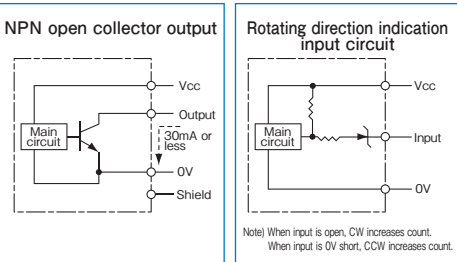 NPN open collector output
Vcc
Output
Main
circuit
30mA or
less
0V
Shield
Rotating direction indication
input circuit
Vcc
Main
circuit
Input
0V
Note) When input is open, CW increases count.
When input is 0V short, CCW increases count.